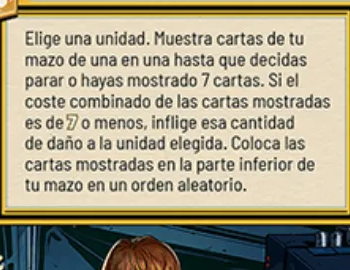 Elige una unidad. Muestra cartas de tu
mazo de una en una hasta que decidas
parar o hayas mostrado 7 cartas. Si el
coste combinado de las cartas mostradas
es de 7 o menos, inflige esa cantidad
de daño a la unidad elegida. Coloca las
cartas mostradas en la parte inferior de
tu mazo en un orden aleatorio.